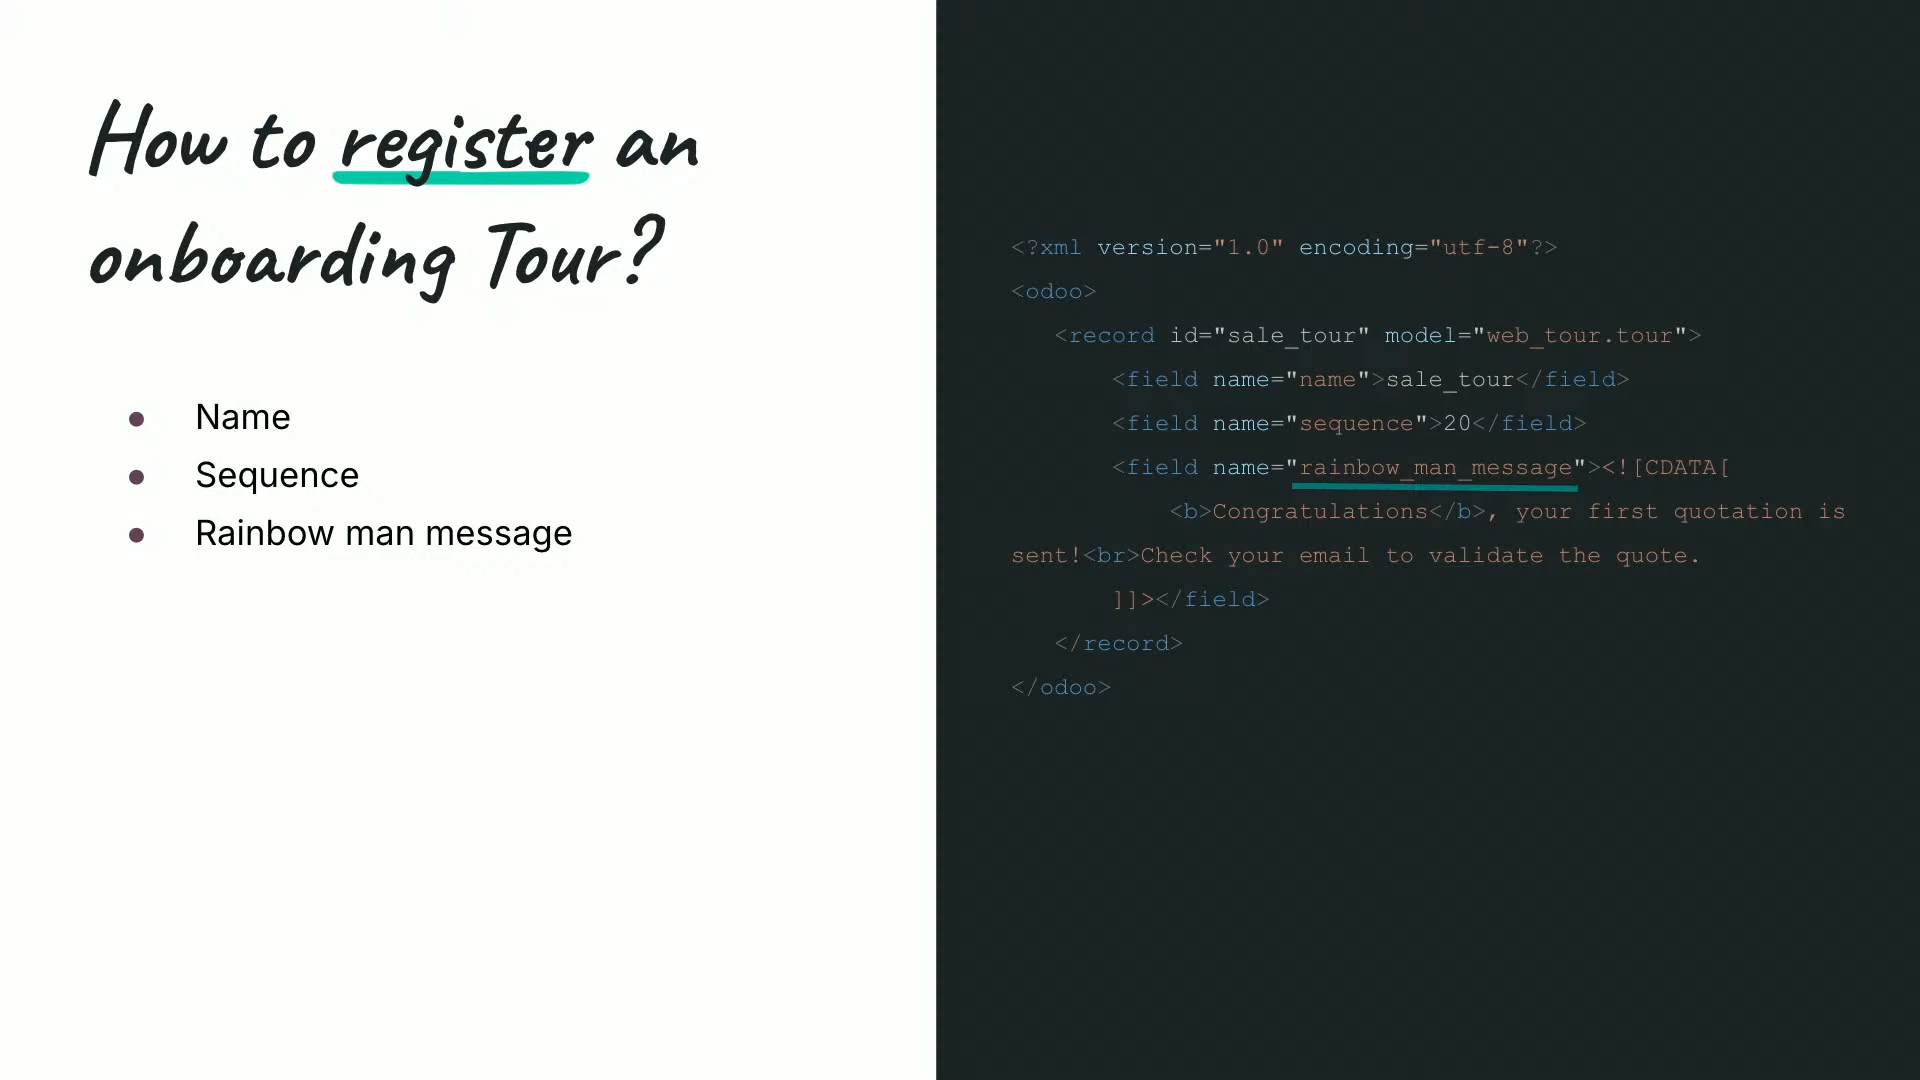 How to register an
onboarding Tour?
● Name
● Sequence
● Rainbow man message
<?xml version="1.0" encoding="utf-8"?>
<odoo>
<record id="sale_tour" model="web_tour.tour">
<field name="name">sale_tour</field>
<field name="sequence">20</field>
<field name="rainbow_man_message"><![CDATA[
<b>Congratulations</b>, your first quotation is
sent!<br>Check your email to validate the quote.
]]></field>
</record>
</odoo>